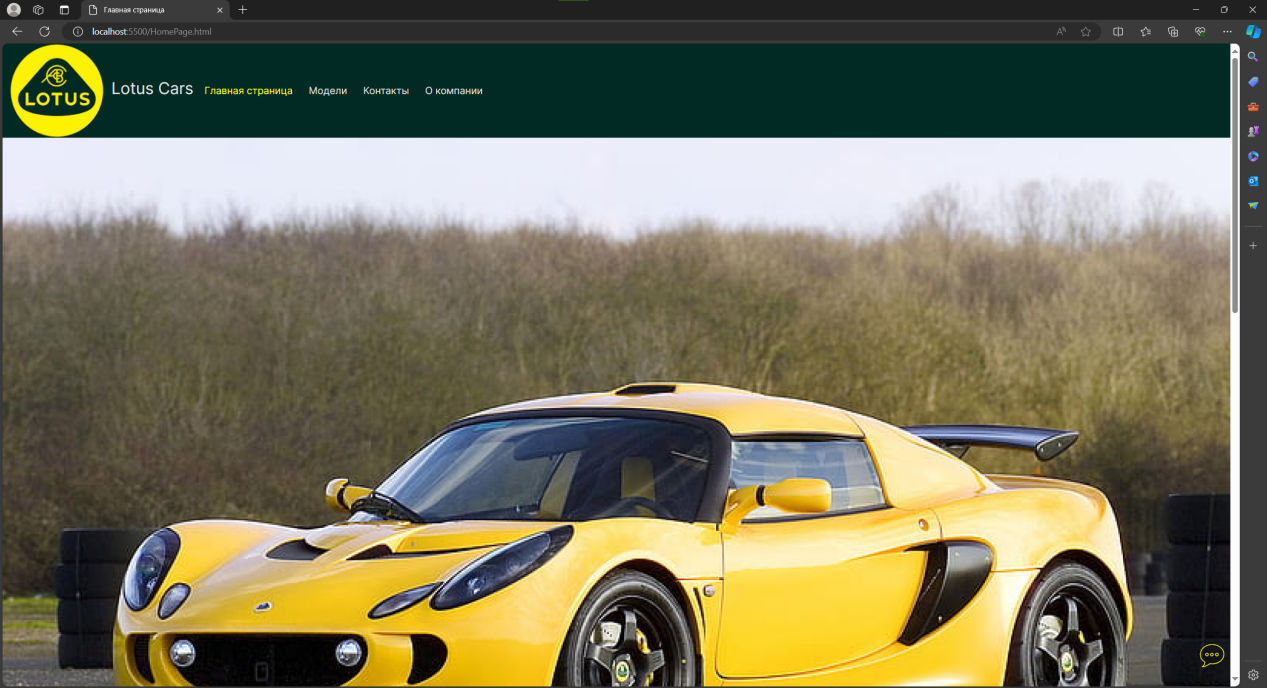 Главная страница
localhost:5500/HomePage.html
LOTUS
Lotus Cars
Главная страница
Модели
Контакты
О компании